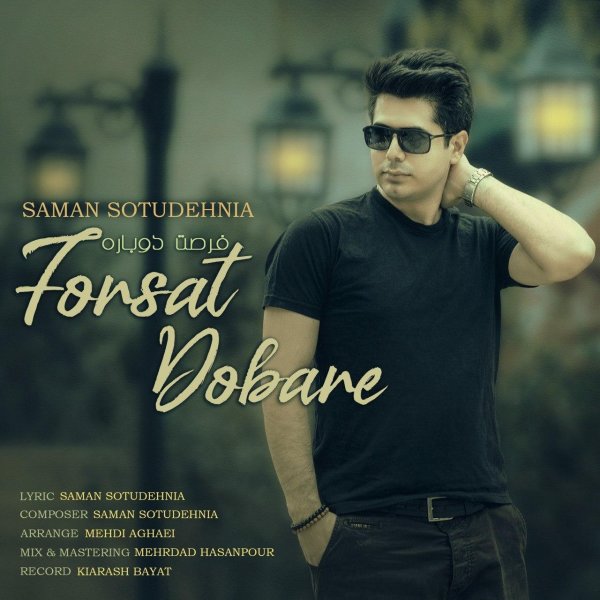 SAMAN SOTUDEHNIA
فرصت دوباره
Forsat
Dobare
LYRIC SAMAN SOTUDEHNIA
COMPOSER SAMAN SOTUDEHNIA
ARRANGE MEHDI AGHAEI
MIX & MASTERING MEHRDAD HASANPOUR
RECORD KIARASH BAYAT